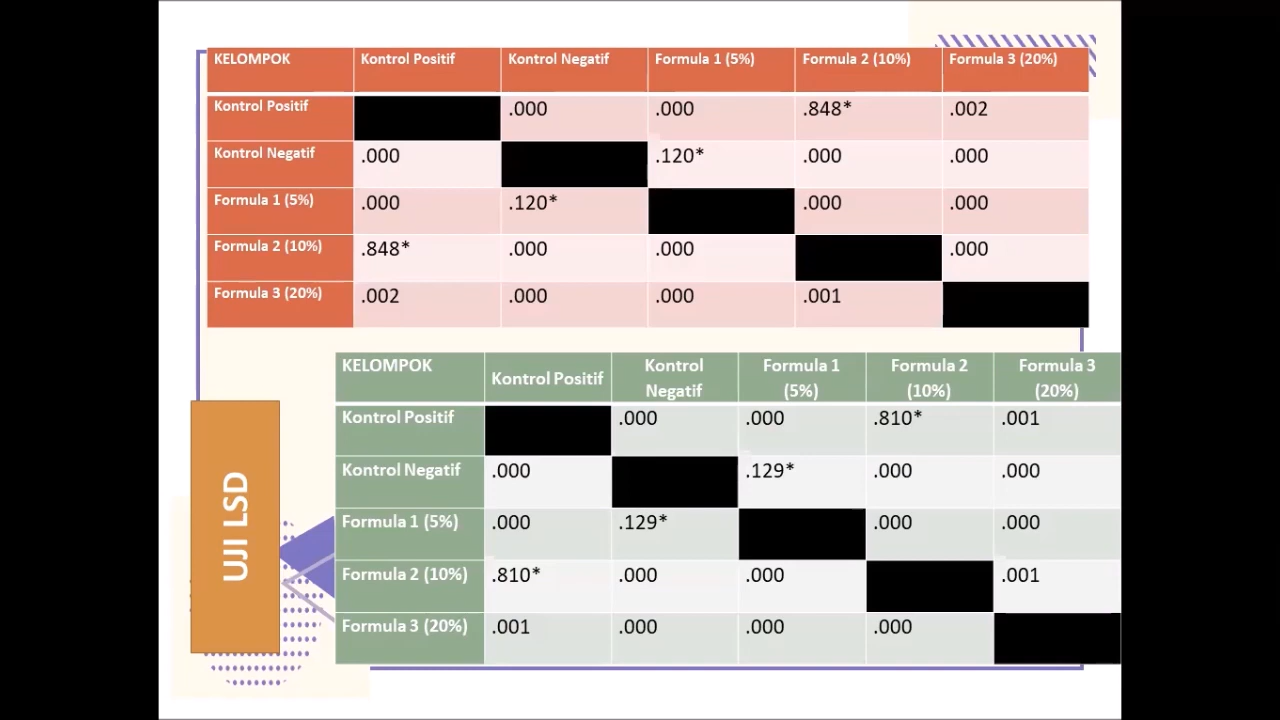 KELOMPOK Kontrol Positif Kontrol Negatif Formula 1 (5%) Formula 2 (10%) Formula 3 (20%)
Kontrol Positif .000 .000 .848* .002
Kontrol Negatif .000 .120* .000 .000
Formula 1 (5%) .000 .120* .000 .000
Formula 2 (10%) .848* .000 .000 .000
Formula 3 (20%) .002 .000 .000 .001
UJI LSD
KELOMPOK Kontrol Positif Kontrol Negatif Formula 1 (5%) Formula 2 (10%) Formula 3 (20%)
Kontrol Positif .000 .000 .810* .001
Kontrol Negatif .000 .129* .000 .000
Formula 1 (5%) .000 .129* .000 .000
Formula 2 (10%) .810* .000 .000 .001
Formula 3 (20%) .001 .000 .000 .000